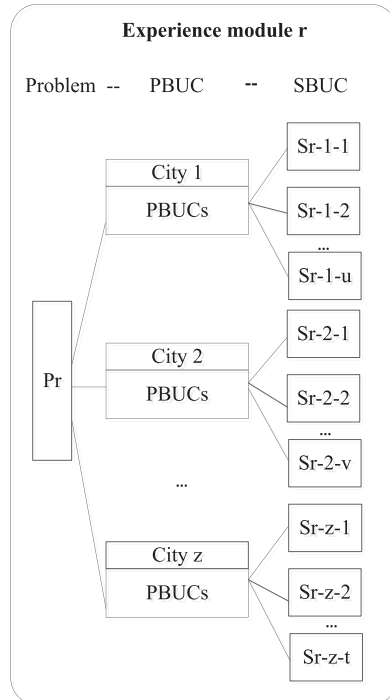 Experience module r
Problem -- PBUC -- SBUC
Sr-1-1
City 1
PBUCs
Sr-1-2
...
Sr-1-u
Sr-2-1
City 2
PBUCs
Sr-2-2
...
Sr-2-v
Pr
...
Sr-z-1
City z
PBUCs
Sr-z-2
...
Sr-z-t